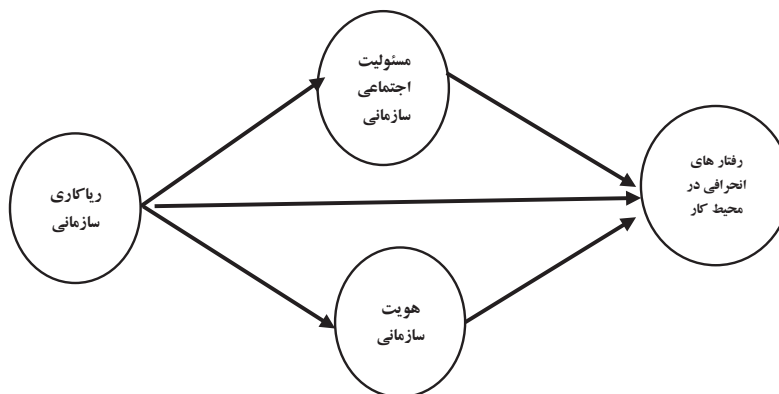 مسئولیت
اجتماعی
سازمانی
ریاکاری
سازمانی
رفتار های
انحرافی در
محیط کار
هویت
سازمانی